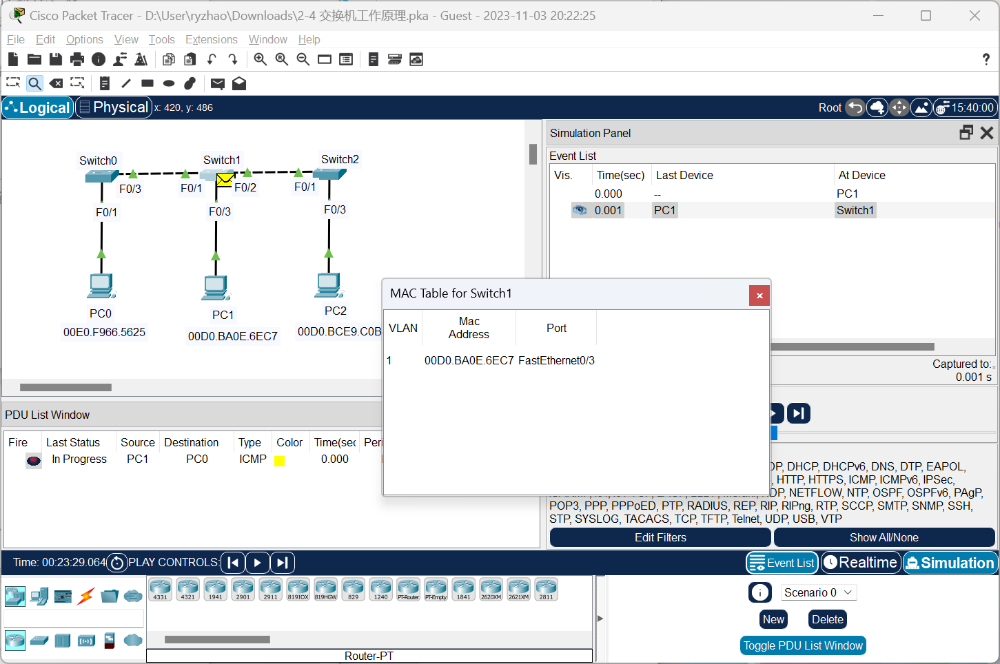 Cisco Packet Tracer - D:\User\ryzhao\Downloads\2-4 交换机工作原理.pka - Guest - 2023-11-03 20:22:25
File Edit Options View Tools Extensions Window Help
?
Logical Physical x: 420, y: 486 Root 15:40:00
Simulation Panel
Event List
Vis. Time(sec) Last Device At Device
0.000 -- PC1
0.001 PC1 Switch1
Switch0 Switch1 Switch2
F0/3 F0/1 F0/2 F0/1
F0/1 F0/3 F0/3
PC0 PC1 PC2
00E0.F966.5625 00D0.BA0E.6EC7 00D0.BCE9.C0B
MAC Table for Switch1
VLAN Mac Address Port
1 00D0.BA0E.6EC7 FastEthernet0/3
Captured to:
0.001 s
PDU List Window
Fire Last Status Source Destination Type Color Time(sec Peri
In Progress PC1 PC0 ICMP 0.000
DP, DHCP, DHCPv6, DNS, DTP, EAPOL,
HTTP, HTTPS, ICMP, ICMPv6, IPSec,
NETFLOW, NTP, OSPF, OSPFv6, PAgP,
POP3, PPP, PPPoED, PTP, RADIUS, REP, RIP, RIPng, RTP, SCCP, SMTP, SNMP, SSH,
STP, SYSLOG, TACACS, TCP, TFTP, Telnet, UDP, USB, VTP
Edit Filters Show All/None
Time: 00:23:29.064 PLAY CONTROLS: Event List Realtime Simulation
4331 4321 1941 2901 2911 819IOX 819HGW 829 1240 PT-Router PT-Empty 1841 2620XM 2621XM 2811
Scenario 0
New Delete
Toggle PDU List Window
Router-PT